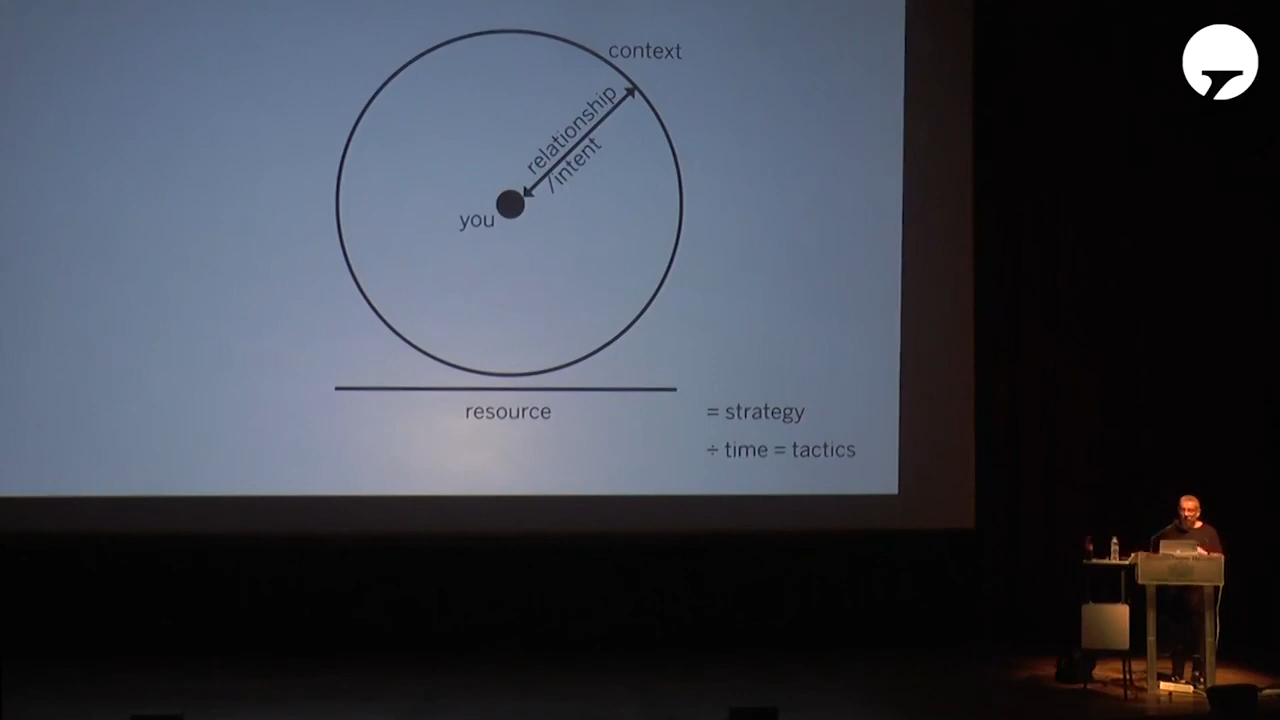 context
relationship
/intent
you
resource
= strategy
÷ time = tactics